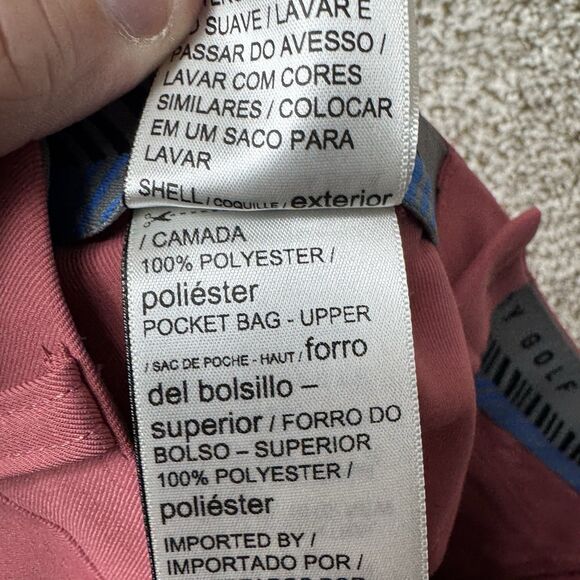 SUAVE / LAVAR E
PASSAR DO AVESSO /
LAVAR COM CORES
SIMILARES / COLOCAR
EM UM SACO PARA
LAVAR
SHELL / COQUILLE / exterior
/ CAMADA
100% POLYESTER /
poliéster
POCKET BAG - UPPER
/ SAC DE POCHE - HAUT / forro
del bolsillo –
superior / FORRO DO
BOLSO – SUPERIOR
100% POLYESTER /
poliéster
IMPORTED BY /
IMPORTADO POR /
GOLF